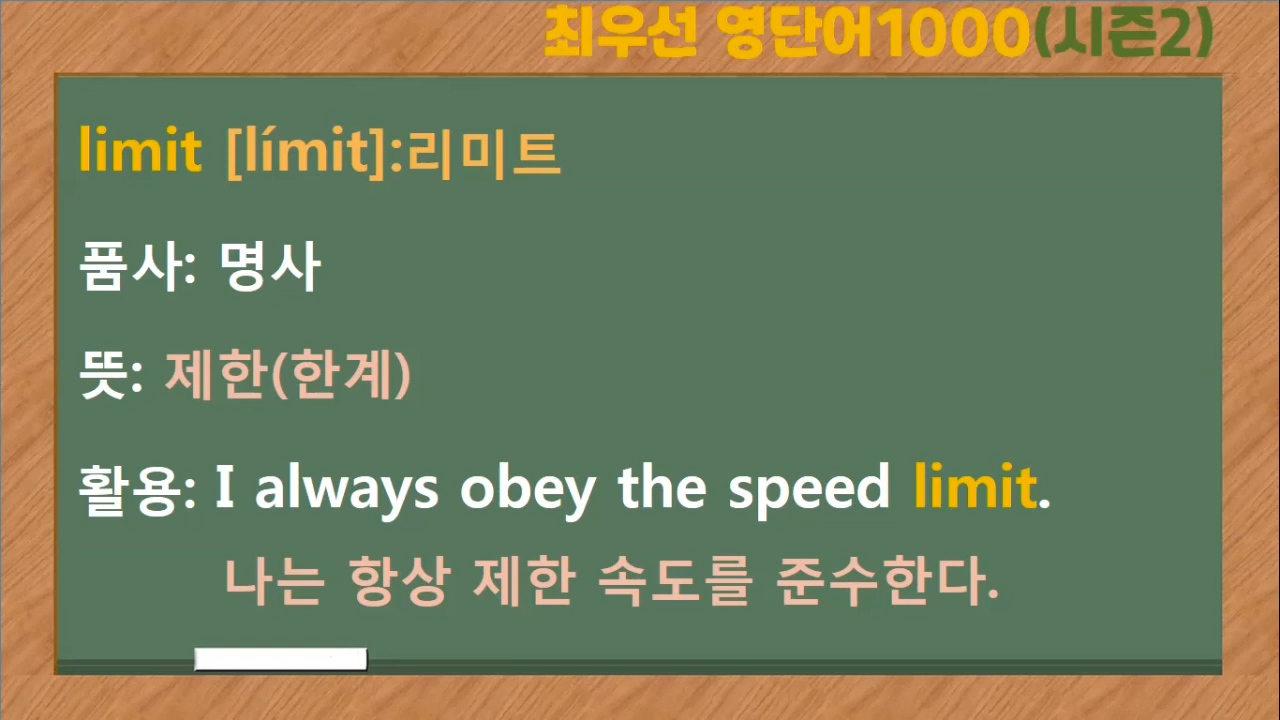 최우선 영단어1000(시즌2)
limit [límit]:리미트
품사: 명사
뜻: 제한(한계)
활용: I always obey the speed limit.
나는 항상 제한 속도를 준수한다.